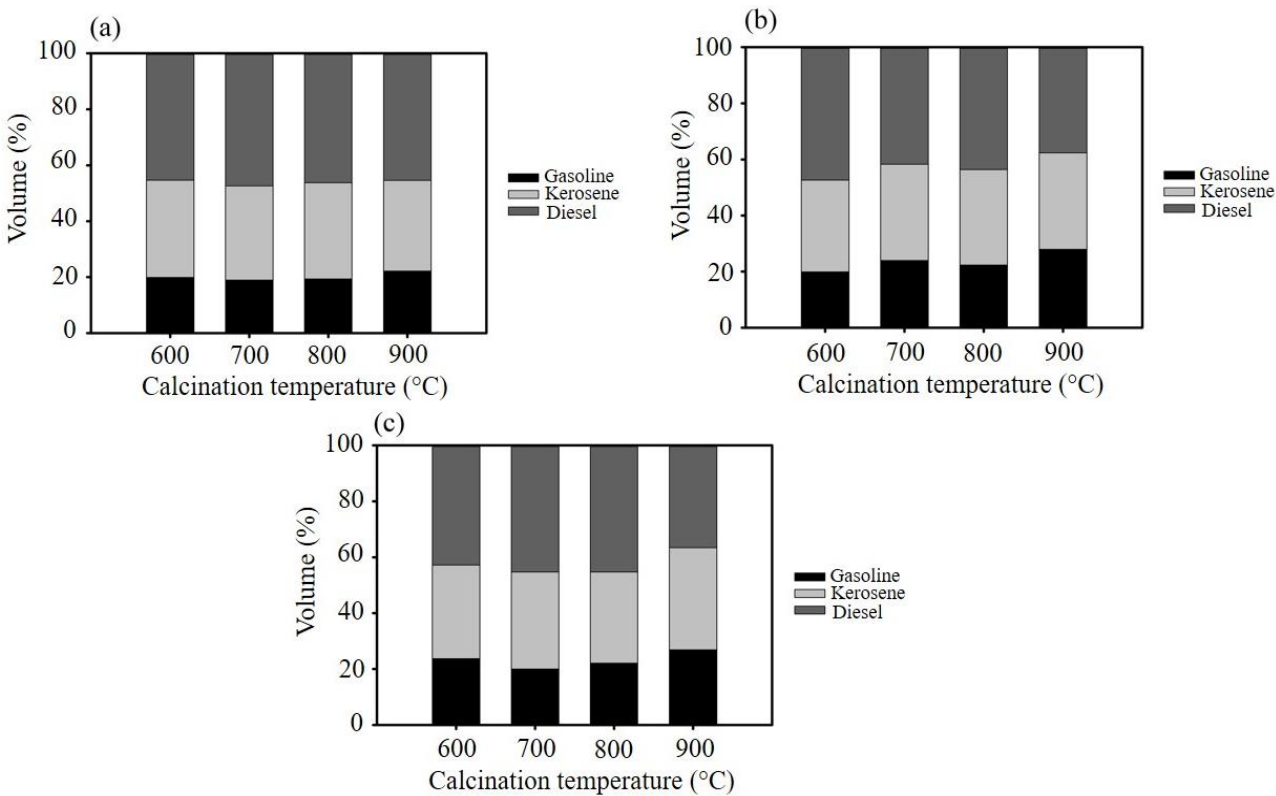 (a)
100
80
60
40
20
0
Volume (%)
600 700 800 900
Calcination temperature (°C)
Gasoline
Kerosene
Diesel
(b)
100
80
60
40
20
0
Volume (%)
600 700 800 900
Calcination temperature (°C)
Gasoline
Kerosene
Diesel
(c)
100
80
60
40
20
0
Volume (%)
600 700 800 900
Calcination temperature (°C)
Gasoline
Kerosene
Diesel